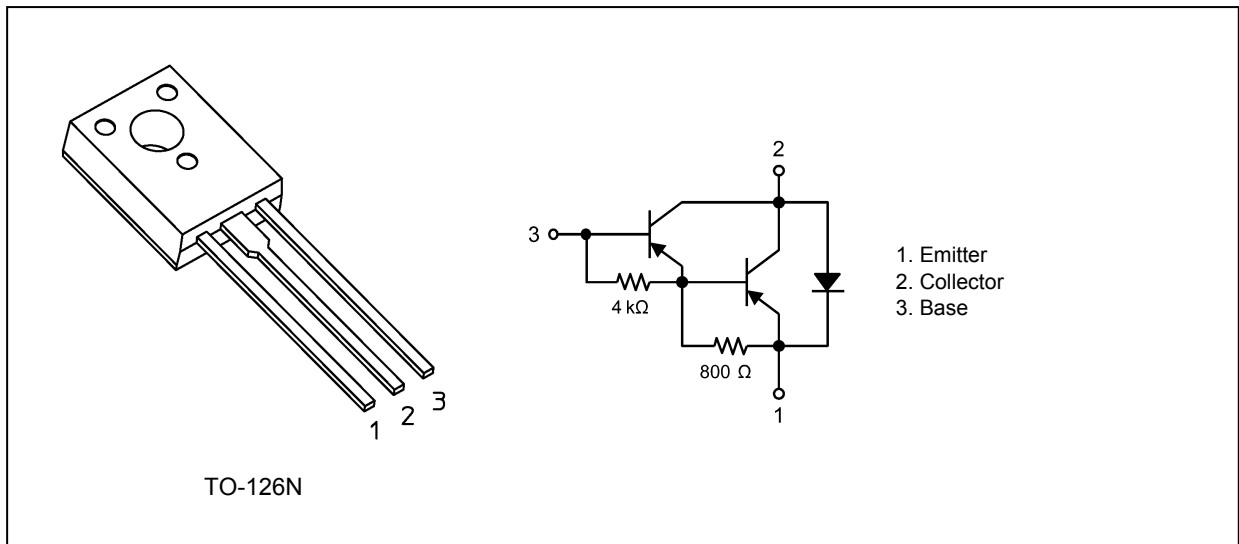 2
3
4 kΩ
800 Ω
1
1. Emitter
2. Collector
3. Base
1
2
3
TO-126N